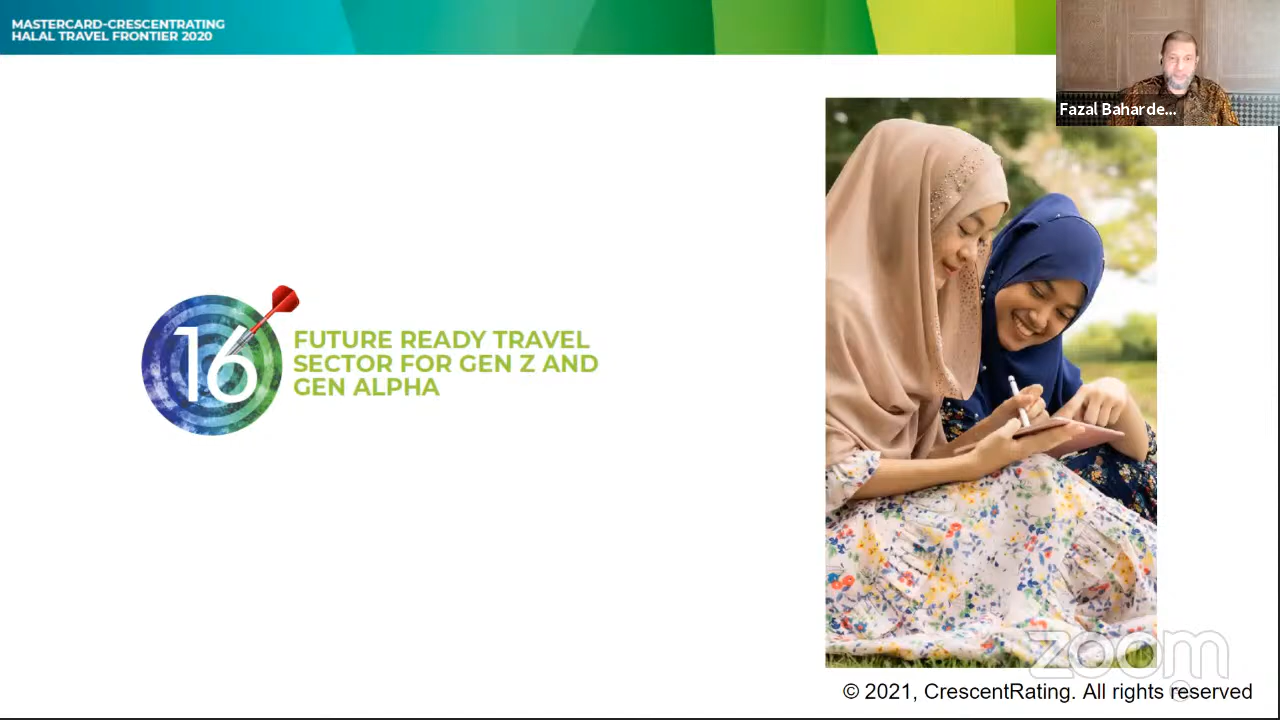 MASTERCARD-CRESCENTRATING
HALAL TRAVEL FRONTIER 2020
Fazal Baharde...
16
FUTURE READY TRAVEL
SECTOR FOR GEN Z AND
GEN ALPHA
zoom
© 2021, CrescentRating. All rights reserved